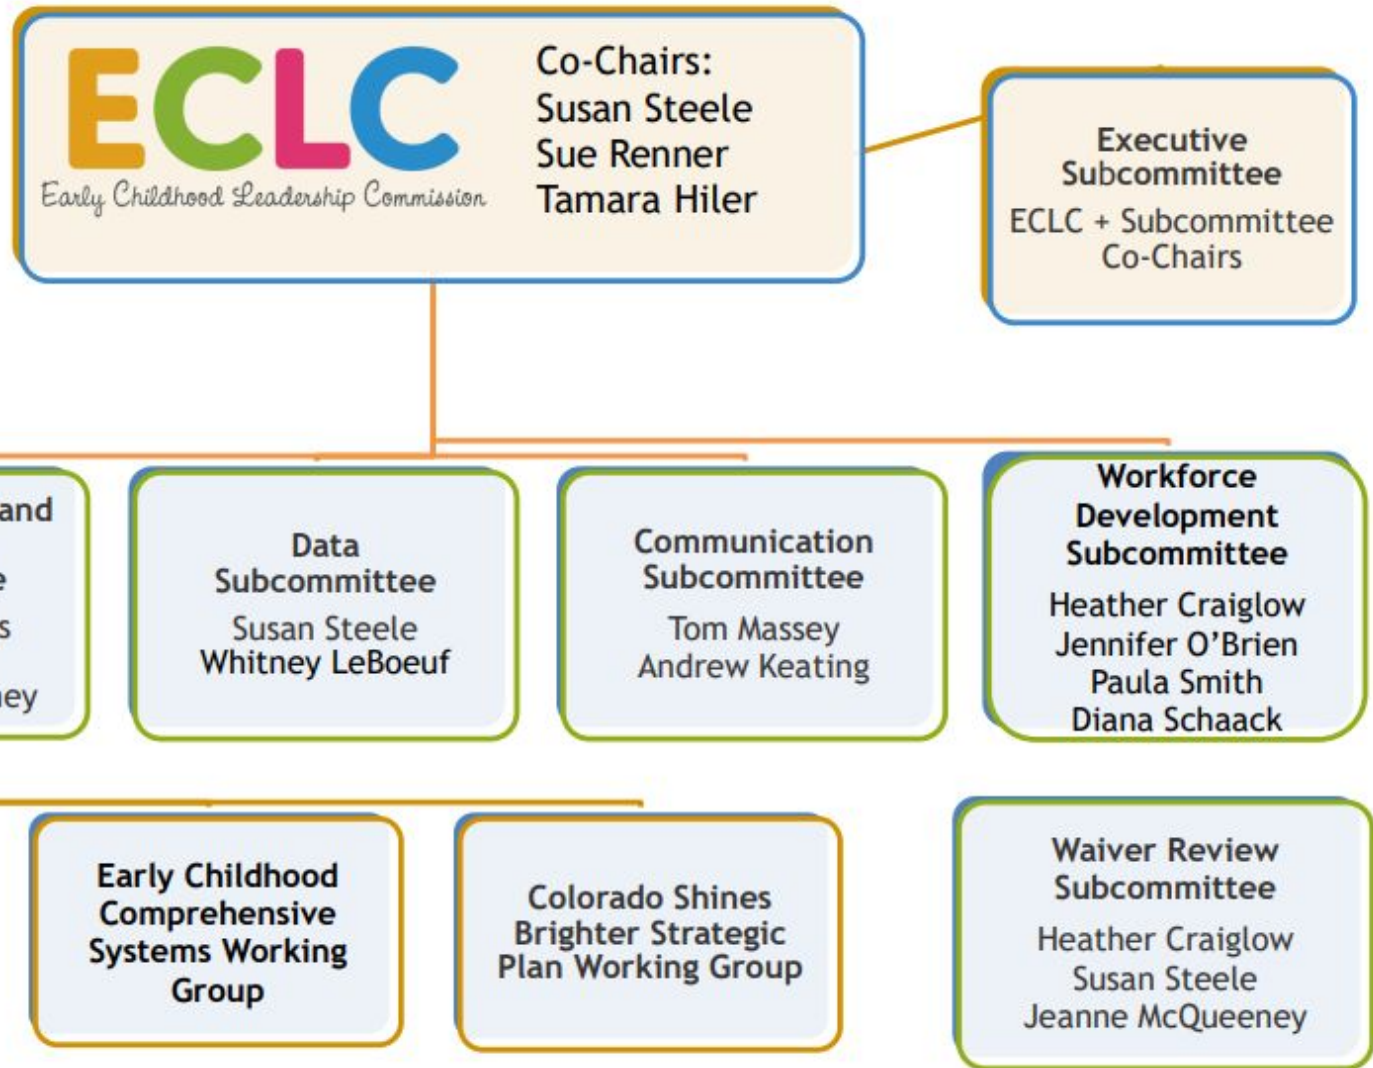 ECLC
Early Childhood Leadership Commission
Co-Chairs:
Susan Steele
Sue Renner
Tamara Hiler
Executive
Subcommittee
ECLC + Subcommittee
Co-Chairs
and
Data
Subcommittee
Susan Steele
Whitney LeBoeuf
Communication
Subcommittee
Tom Massey
Andrew Keating
Workforce
Development
Subcommittee
Heather Craiglow
Jennifer O’Brien
Paula Smith
Diana Schaack
Early Childhood
Comprehensive
Systems Working
Group
Colorado Shines
Brighter Strategic
Plan Working Group
Waiver Review
Subcommittee
Heather Craiglow
Susan Steele
Jeanne McQueeney